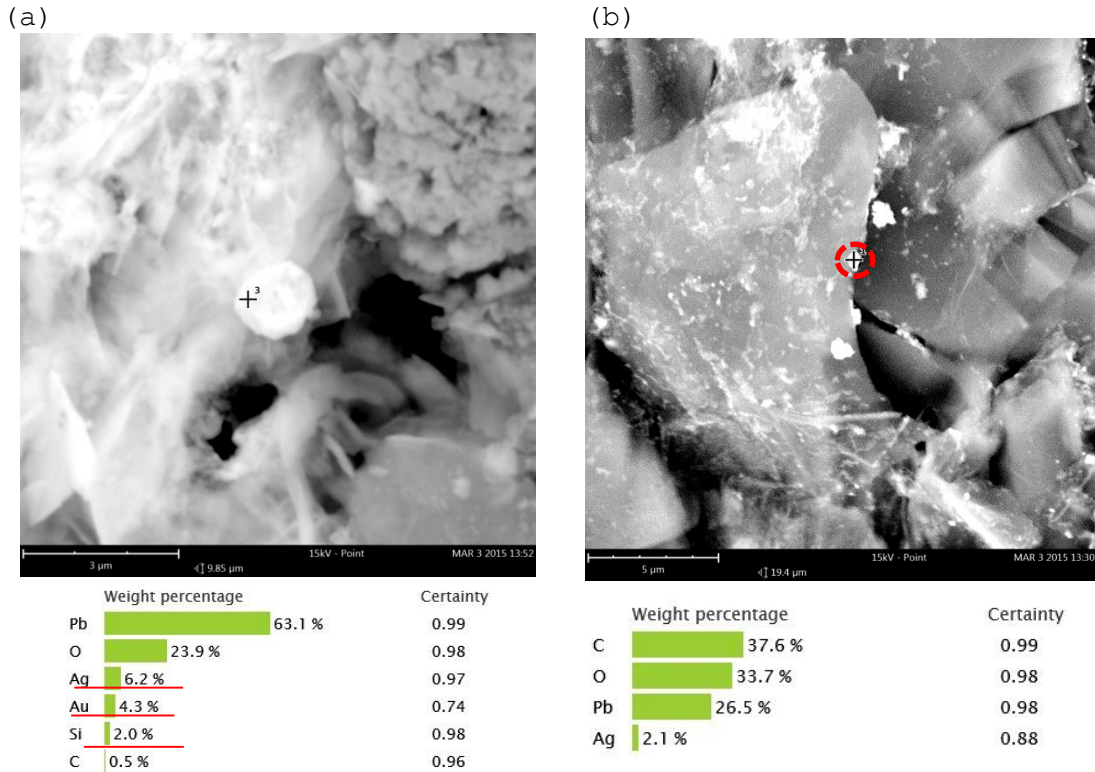 (a)
(b)
3
15kV - Point
MAR 3 2015 13:52
3 µm
9.85 µm
15kV - Point
MAR 3 2015 13:30
5 µm
19.4 µm
Weight percentage Certainty
Pb 63.1 % 0.99
O 23.9 % 0.98
Ag 6.2 % 0.97
Au 4.3 % 0.74
Si 2.0 % 0.98
C 0.5 % 0.96
Weight percentage Certainty
C 37.6 % 0.99
O 33.7 % 0.98
Pb 26.5 % 0.98
Ag 2.1 % 0.88